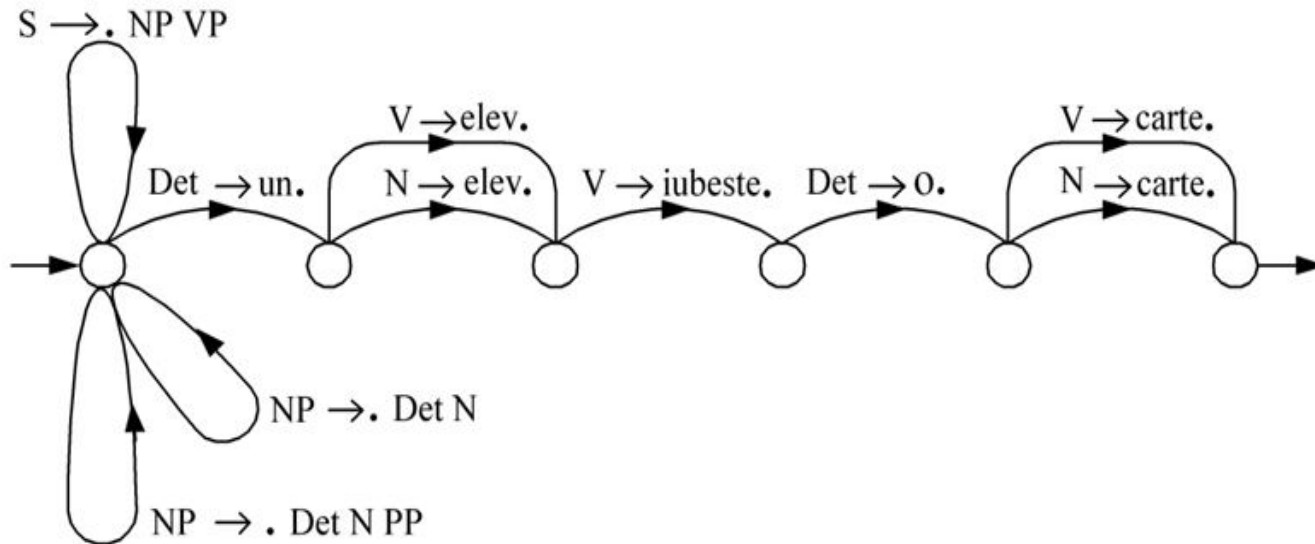 S → . NP VP
V → elev.
V → carte.
Det → un.
N → elev.
V → iubeste.
Det → o.
N → carte.
NP → . Det N
NP → . Det N PP